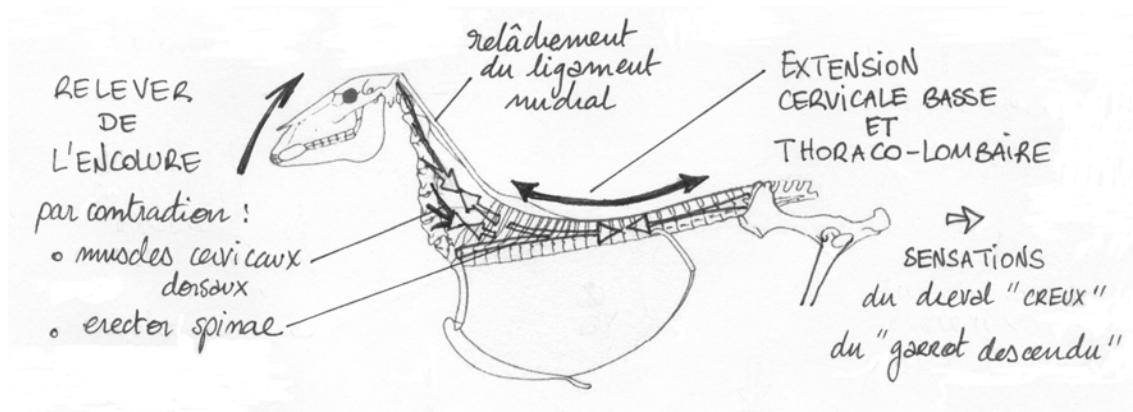 RELEVER
DE
L'ENCOLURE
par contraction :
• muscles cervicaux
dorsaux
• erector spinae
relâchement
du ligament
nuchal
EXTENSION
CERVICALE BASSE
ET
THORACO-LOMBAIRE
⇨
SENSATIONS
du cheval "CREUX"
du "garrot descendu"